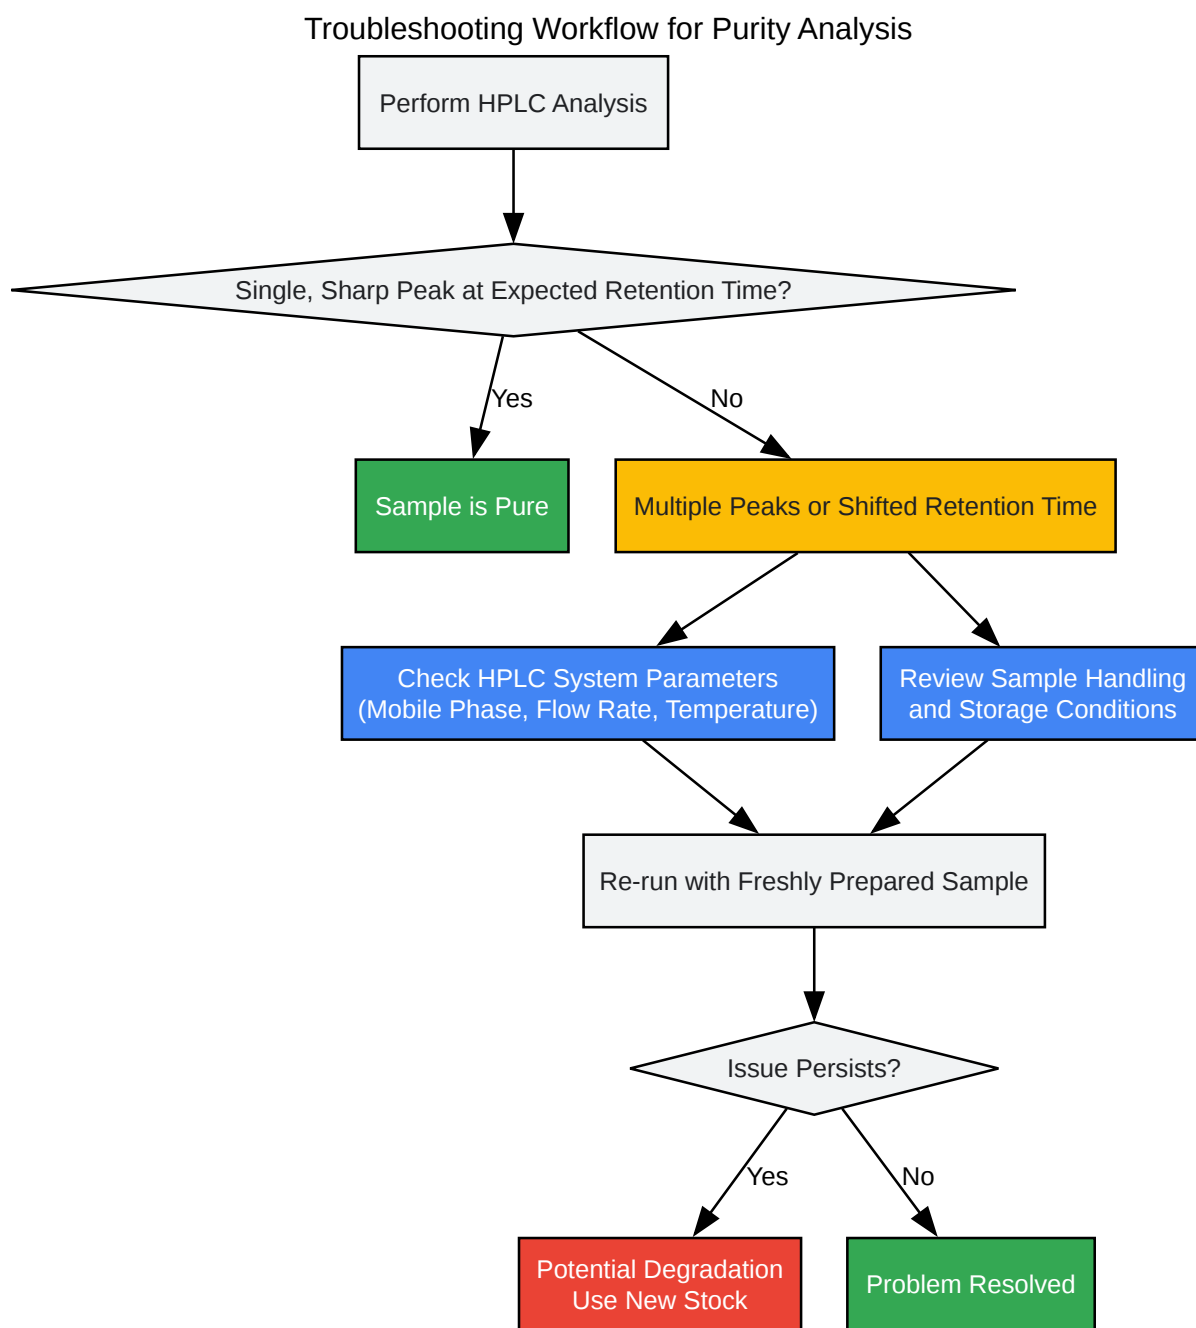 Troubleshooting Workflow for Purity Analysis
Perform HPLC Analysis
Single, Sharp Peak at Expected Retention Time?
Yes
No
Sample is Pure
Multiple Peaks or Shifted Retention Time
Check HPLC System Parameters
(Mobile Phase, Flow Rate, Temperature)
Review Sample Handling
and Storage Conditions
Re-run with Freshly Prepared Sample
Issue Persists?
Yes
No
Potential Degradation
Use New Stock
Problem Resolved